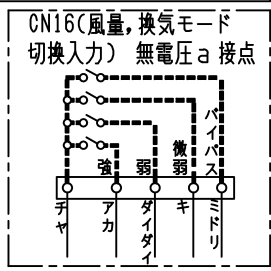 CN16(風量,換気モード
切換入力) 無電圧a接点
強
弱
微弱
バイパス
チャ
アカ
ダイダイ
キ
ミドリ